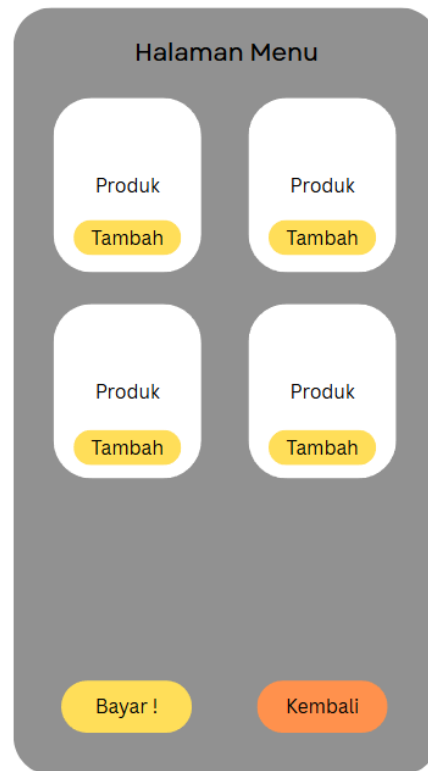 Halaman Menu
Produk
Tambah
Produk
Tambah
Produk
Tambah
Produk
Tambah
Bayar !
Kembali